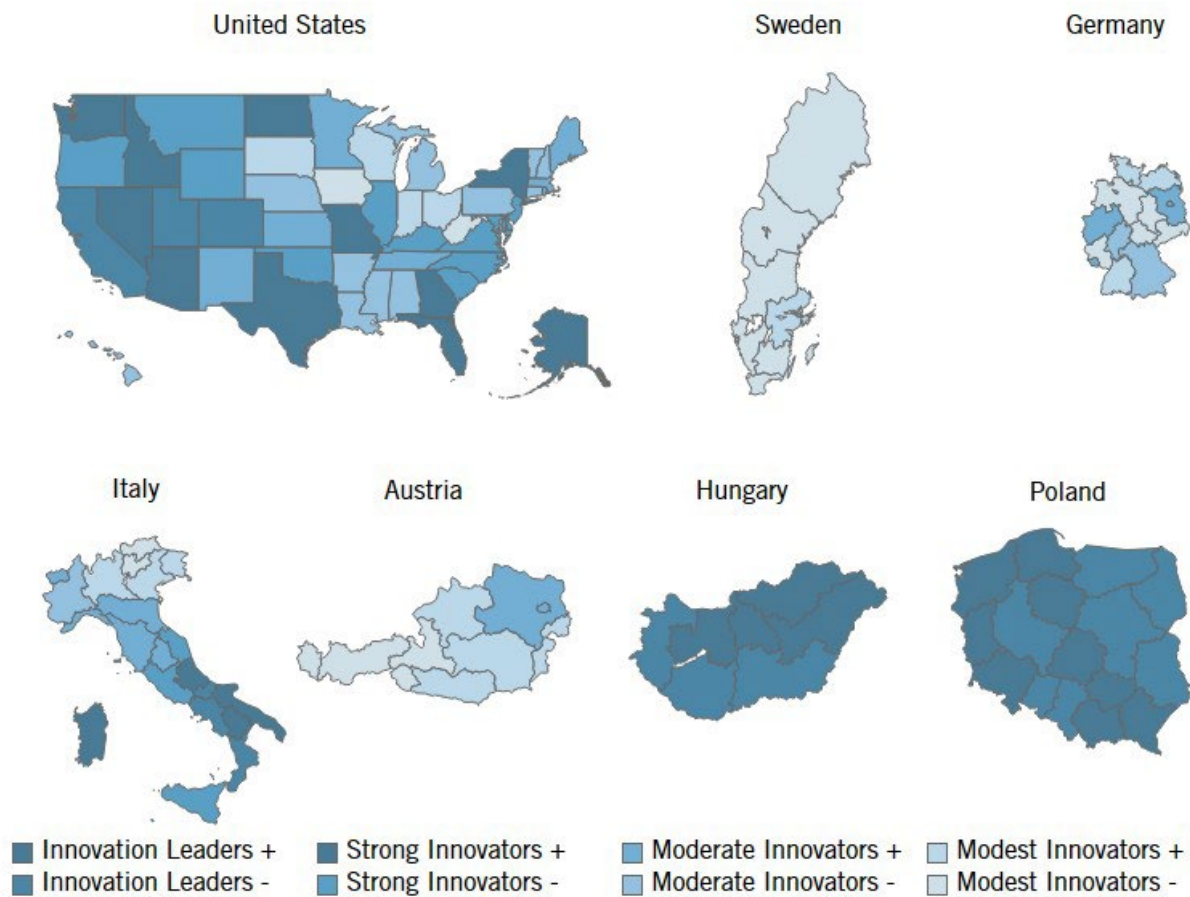 United States
Sweden
Germany
Italy
Austria
Hungary
Poland
Innovation Leaders +
Strong Innovators +
Moderate Innovators +
Modest Innovators +
Innovation Leaders -
Strong Innovators -
Moderate Innovators -
Modest Innovators -